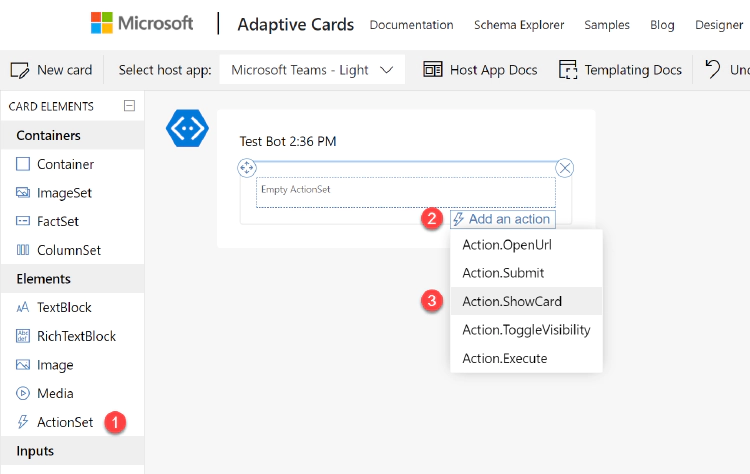 Microsoft Adaptive Cards Documentation Schema Explorer Samples Blog Designer
New card Select host app: Microsoft Teams - Light Host App Docs Templating Docs Und
CARD ELEMENTS
Containers
Container
ImageSet
FactSet
ColumnSet
Elements
TextBlock
RichTextBlock
Image
Media
ActionSet 1
Inputs
Test Bot 2:36 PM
Empty ActionSet
2 Add an action
Action.OpenUrl
Action.Submit
3 Action.ShowCard
Action.ToggleVisibility
Action.Execute